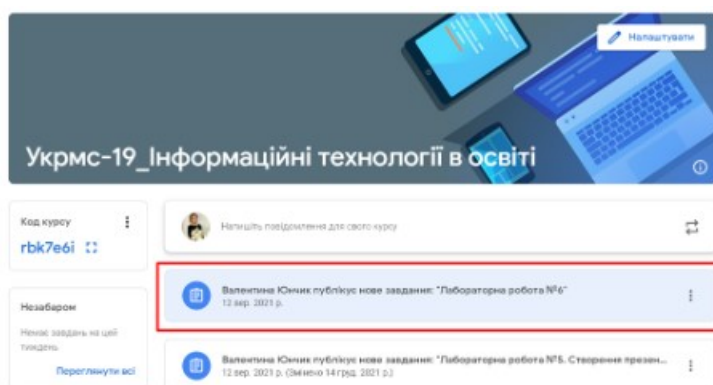 Налаштувати
Укрмс-19_Інформаційні технології в освіті
Код курсу
rbk7e6i
Напишіть повідомлення для свого курсу
Валентина Юнчик публікує нове завдання: "Лабораторна робота №6"
12 вер. 2021 р.
Незабаром
Немає завдань на цей
тиждень
Переглянути всі
Валентина Юнчик публікує нове завдання: "Лабораторна робота №5. Створення презен...
12 вер. 2021 р. (Змінено 14 груд. 2021 р.)